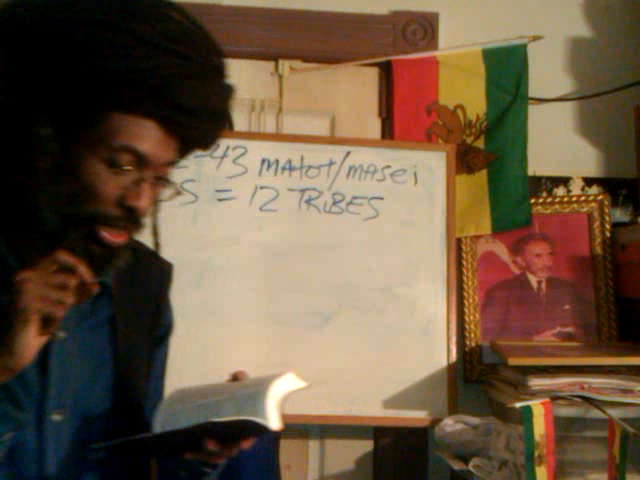 -43 MATOT/MASEI
S = 12 TRIBES